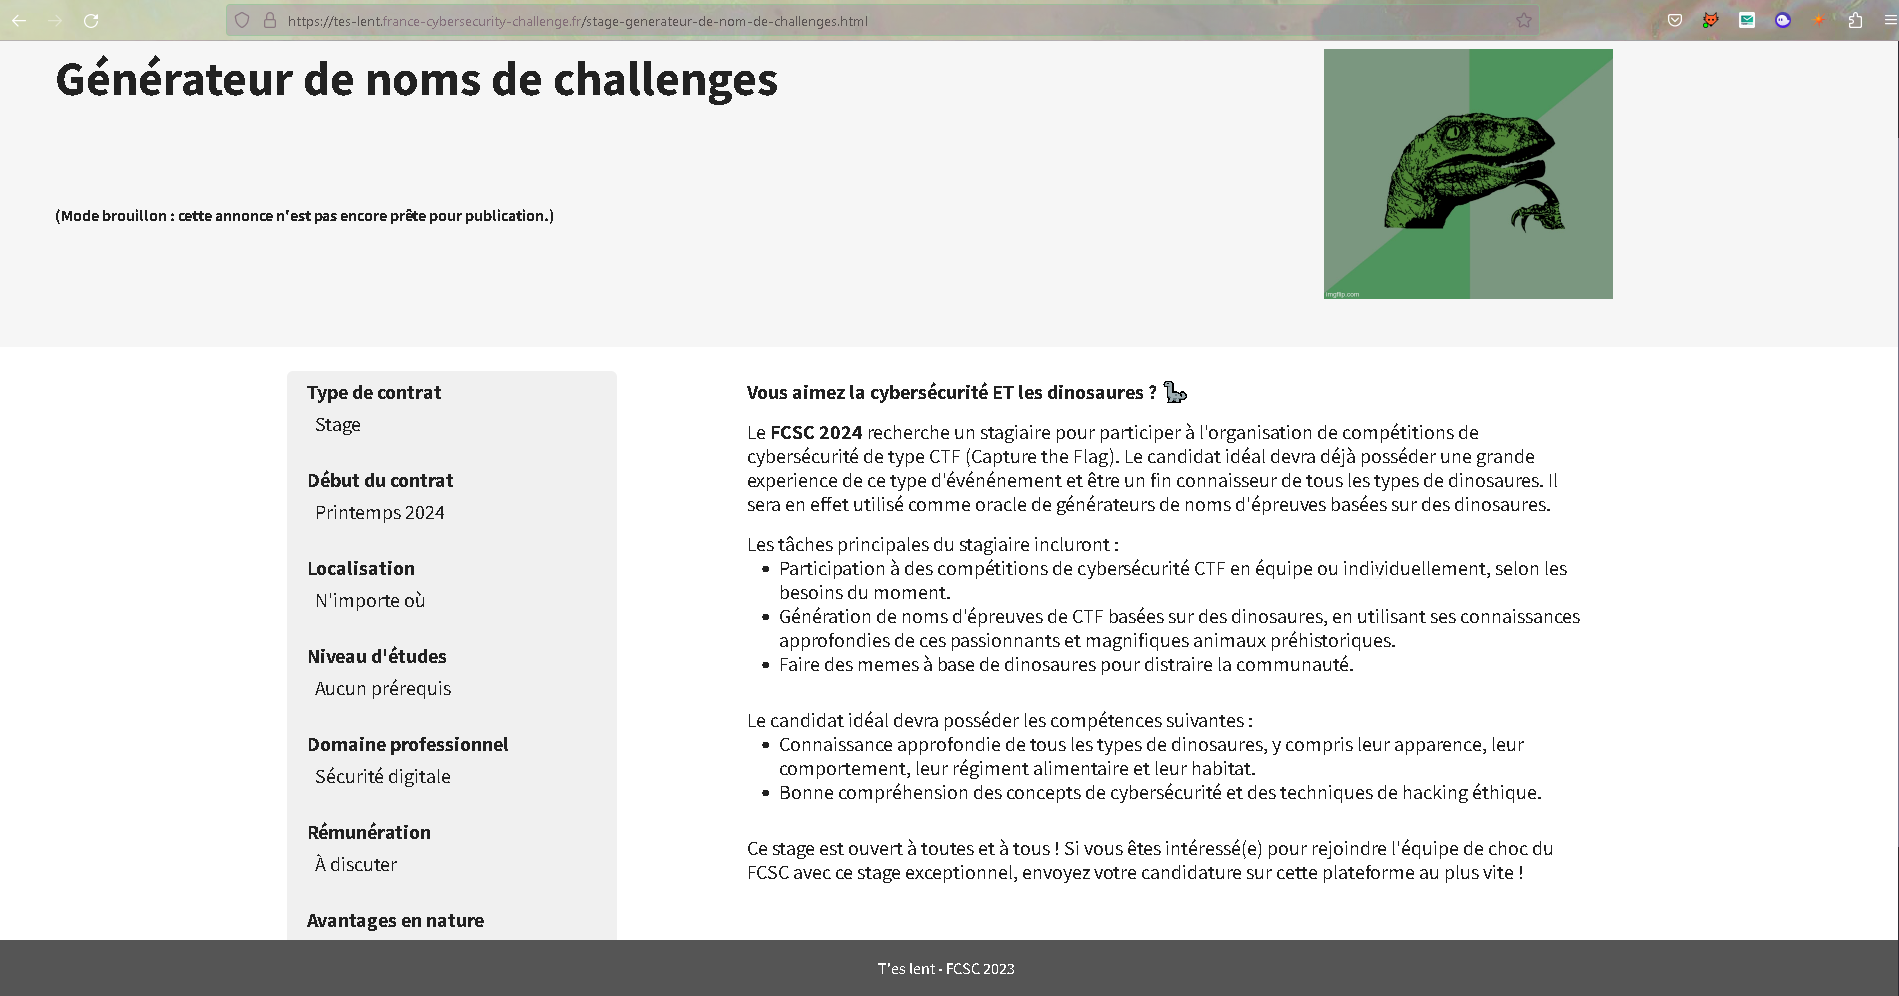 https://tes-lent.france-cybersecurity-challenge.fr/stage-generateur-de-nom-de-challenges.html
Générateur de noms de challenges
(Mode brouillon : cette annonce n'est pas encore prête pour publication.)
imgflip.com
Type de contrat
Stage
Début du contrat
Printemps 2024
Localisation
N'importe où
Niveau d'études
Aucun prérequis
Domaine professionnel
Sécurité digitale
Rémunération
À discuter
Avantages en nature
Vous aimez la cybersécurité ET les dinosaures ? 🦕
Le FCSC 2024 recherche un stagiaire pour participer à l'organisation de compétitions de
cybersécurité de type CTF (Capture the Flag). Le candidat idéal devra déjà posséder une grande
experience de ce type d'événénement et être un fin connaisseur de tous les types de dinosaures. Il
sera en effet utilisé comme oracle de générateurs de noms d'épreuves basées sur des dinosaures.
Les tâches principales du stagiaire incluront :
• Participation à des compétitions de cybersécurité CTF en équipe ou individuellement, selon les
besoins du moment.
• Génération de noms d'épreuves de CTF basées sur des dinosaures, en utilisant ses connaissances
approfondies de ces passionnants et magnifiques animaux préhistoriques.
• Faire des memes à base de dinosaures pour distraire la communauté.
Le candidat idéal devra posséder les compétences suivantes :
• Connaissance approfondie de tous les types de dinosaures, y compris leur apparence, leur
comportement, leur régiment alimentaire et leur habitat.
• Bonne compréhension des concepts de cybersécurité et des techniques de hacking éthique.
Ce stage est ouvert à toutes et à tous ! Si vous êtes intéressé(e) pour rejoindre l'équipe de choc du
FCSC avec ce stage exceptionnel, envoyez votre candidature sur cette plateforme au plus vite !
T'es lent - FCSC 2023